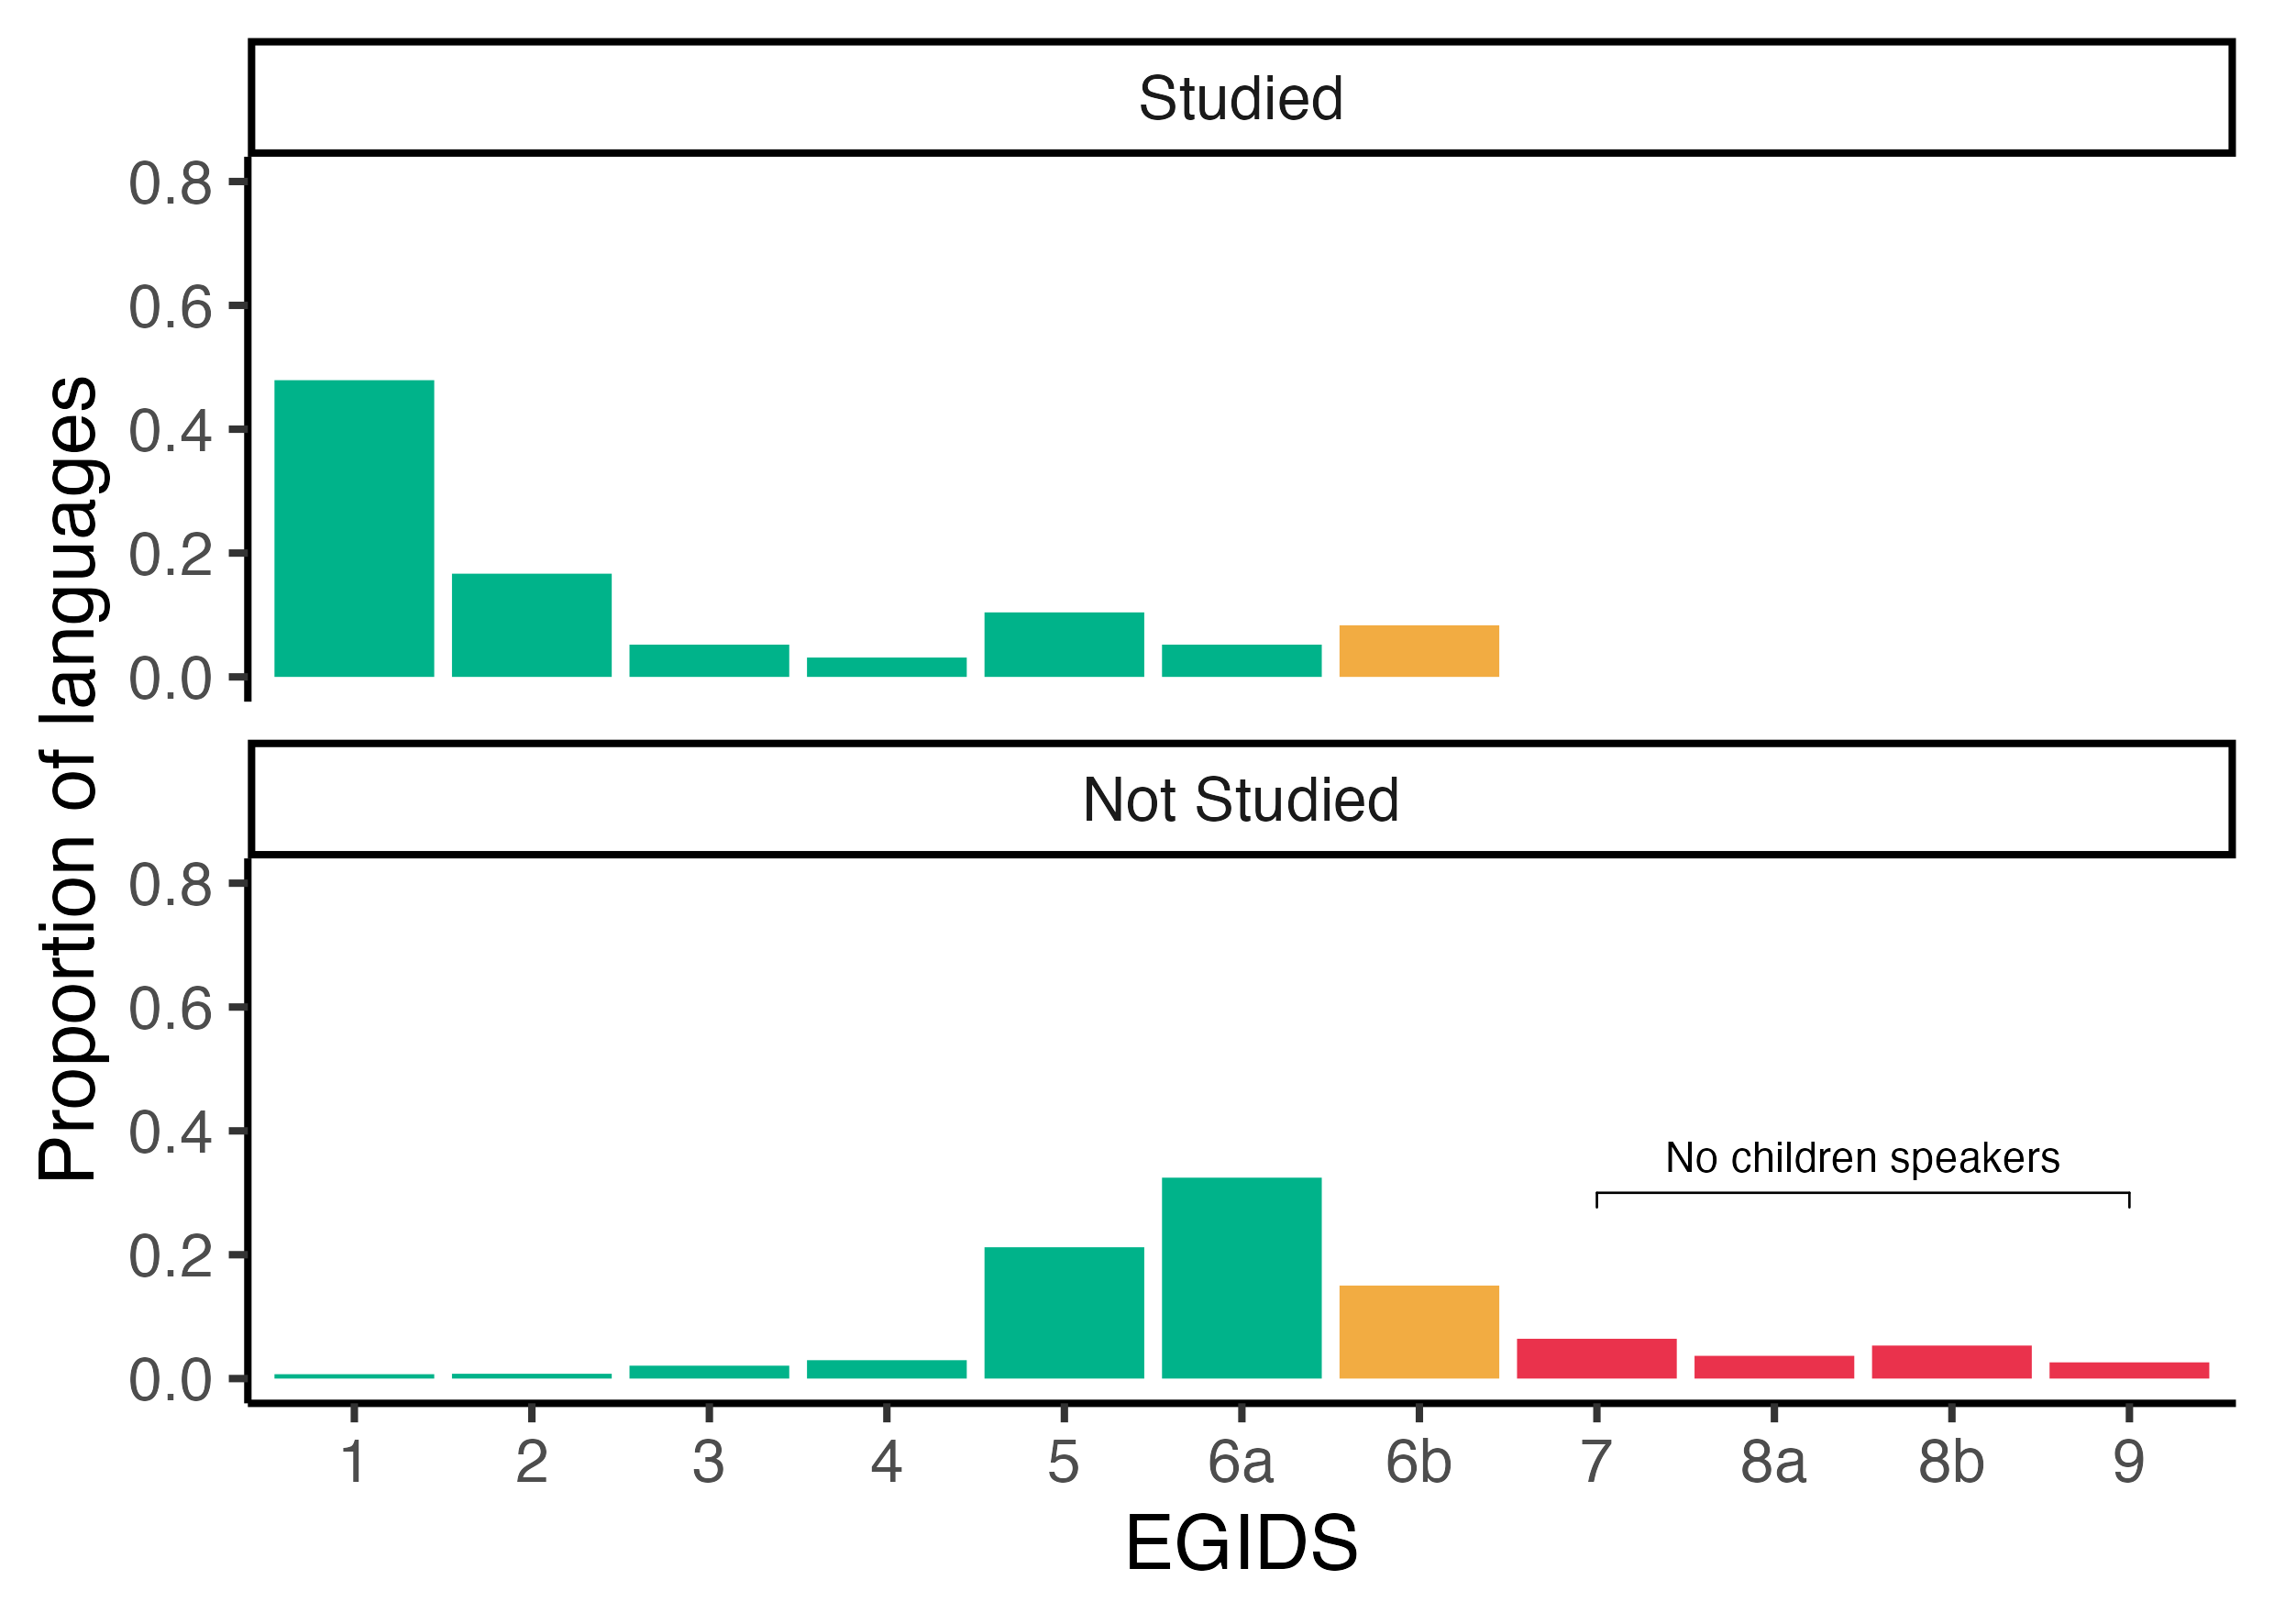 Studied
0.8
0.6
0.4
0.2
0.0
Proportion of languages
Not Studied
0.8
0.6
0.4
0.2
0.0
No children speakers
1 2 3 4 5 6a 6b 7 8a 8b 9
EGIDS